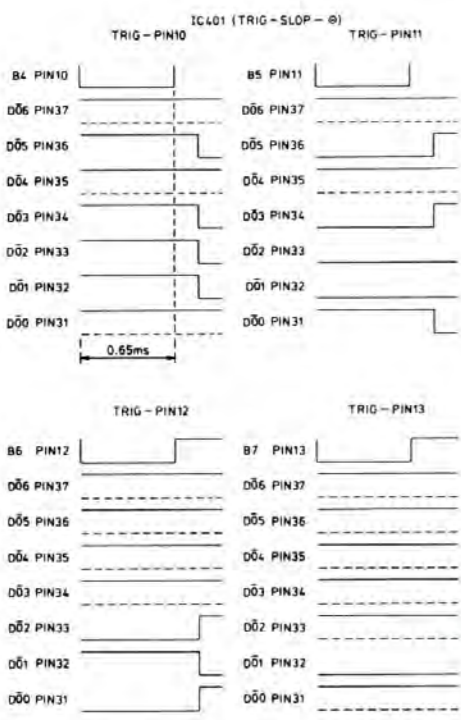 IC401 (TRIG-SLOP-⊖)
TRIG-PIN10
B4 PIN10
DŌ6 PIN37
DŌ5 PIN36
DŌ4 PIN35
DŌ3 PIN34
DŌ2 PIN33
DŌ1 PIN32
DŌ0 PIN31
0.65ms
TRIG-PIN11
B5 PIN11
DŌ6 PIN37
DŌ5 PIN36
DŌ4 PIN35
DŌ3 PIN34
DŌ2 PIN33
DŌ1 PIN32
DŌ0 PIN31
TRIG-PIN12
B6 PIN12
DŌ6 PIN37
DŌ5 PIN36
DŌ4 PIN35
DŌ3 PIN34
DŌ2 PIN33
DŌ1 PIN32
DŌ0 PIN31
TRIG-PIN13
B7 PIN13
DŌ6 PIN37
DŌ5 PIN36
DŌ4 PIN35
DŌ3 PIN34
DŌ2 PIN33
DŌ1 PIN32
DŌ0 PIN31